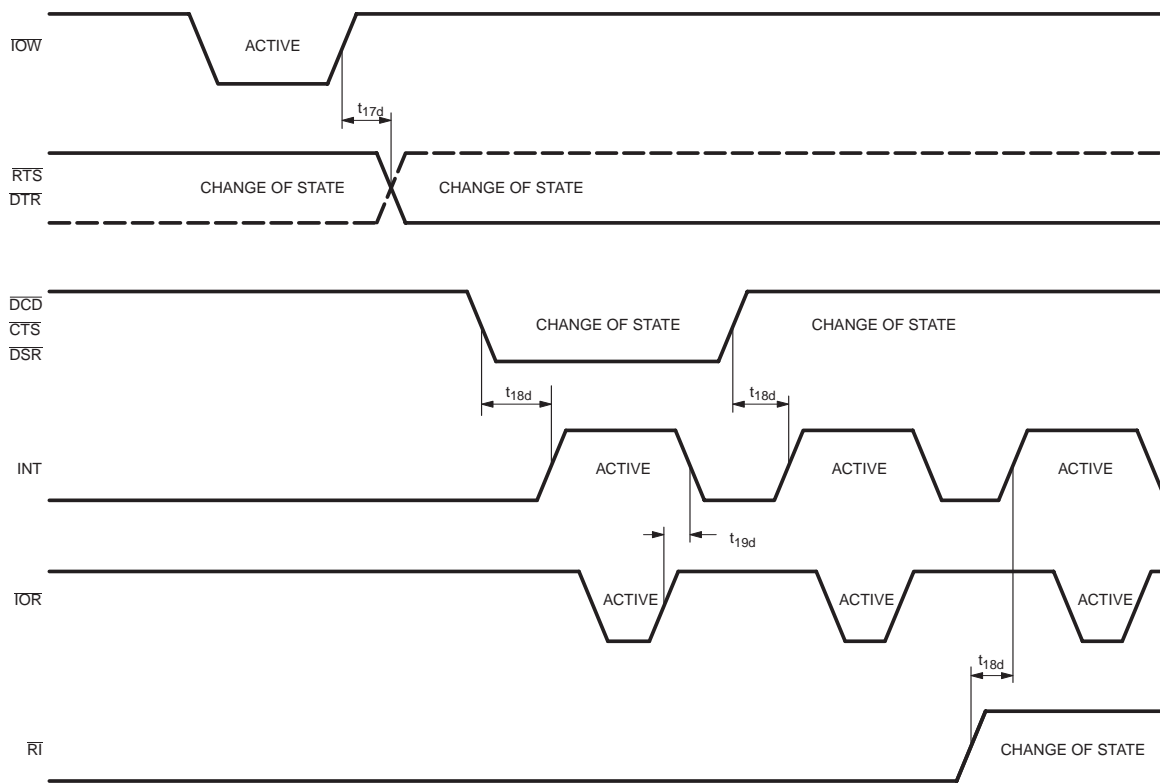 IOW
ACTIVE
t17d
RTS
DTR
CHANGE OF STATE
CHANGE OF STATE
DCD
CTS
DSR
CHANGE OF STATE
CHANGE OF STATE
t18d
t18d
INT
ACTIVE
ACTIVE
ACTIVE
t19d
IOR
ACTIVE
ACTIVE
ACTIVE
t18d
RI
CHANGE OF STATE